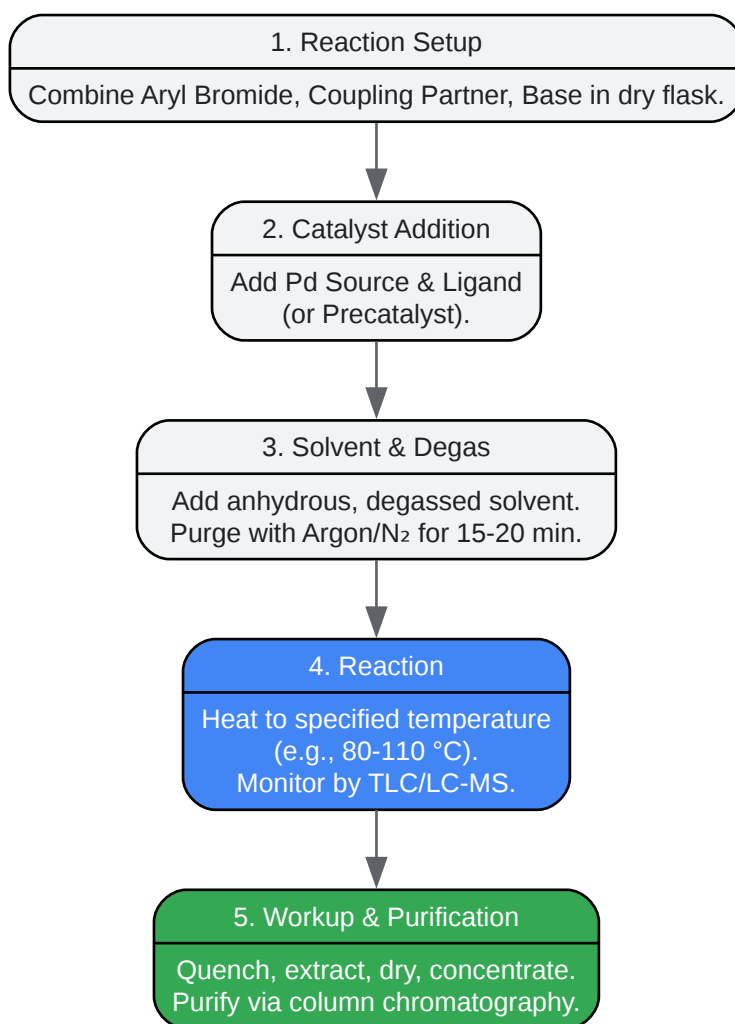 1. Reaction Setup
Combine Aryl Bromide, Coupling Partner, Base in dry flask.
2. Catalyst Addition
Add Pd Source & Ligand
(or Precatalyst).
3. Solvent & Degas
Add anhydrous, degassed solvent.
Purge with Argon/N₂ for 15-20 min.
4. Reaction
Heat to specified temperature
(e.g., 80-110 °C).
Monitor by TLC/LC-MS.
5. Workup & Purification
Quench, extract, dry, concentrate.
Purify via column chromatography.